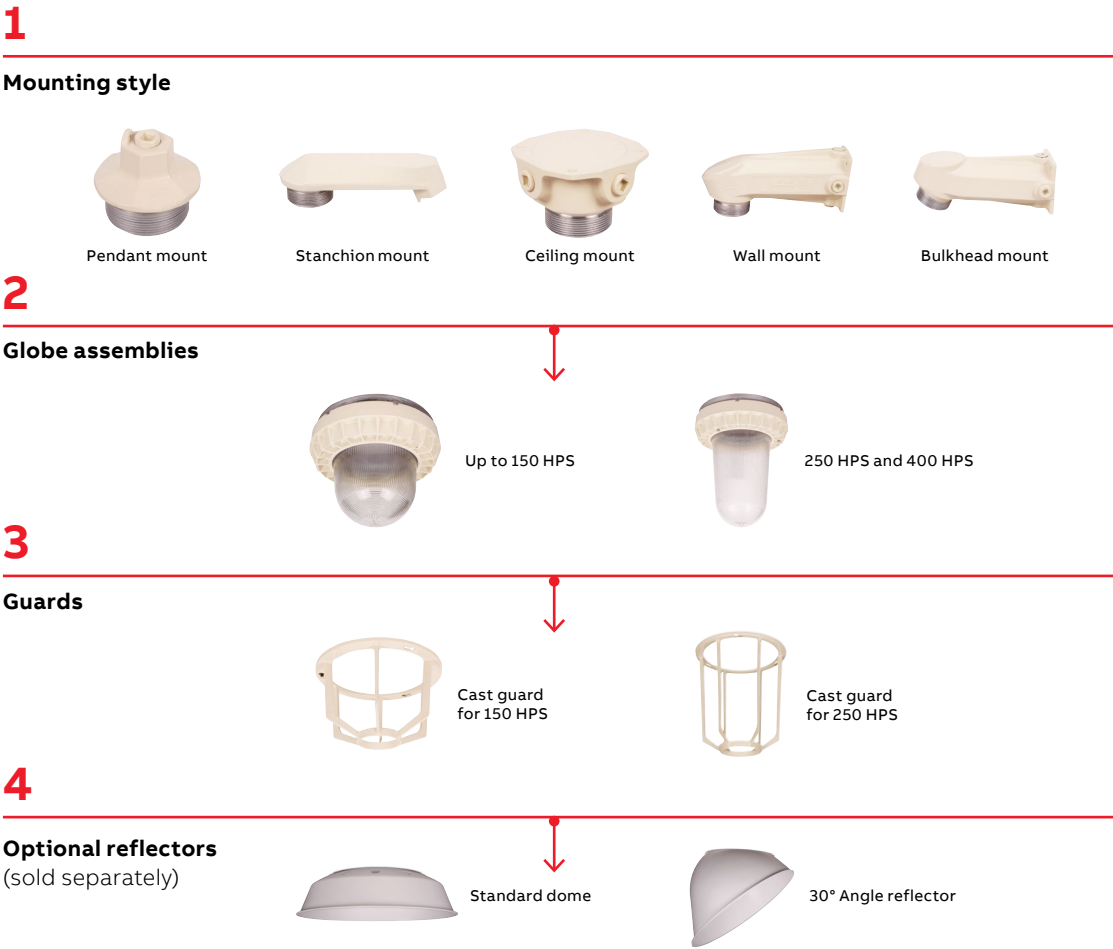 1
Mounting style
Pendant mount
Stanchion mount
Ceiling mount
Wall mount
Bulkhead mount
2
Globe assemblies
Up to 150 HPS
250 HPS and 400 HPS
3
Guards
Cast guard
for 150 HPS
Cast guard
for 250 HPS
4
Optional reflectors
(sold separately)
Standard dome
30° Angle reflector